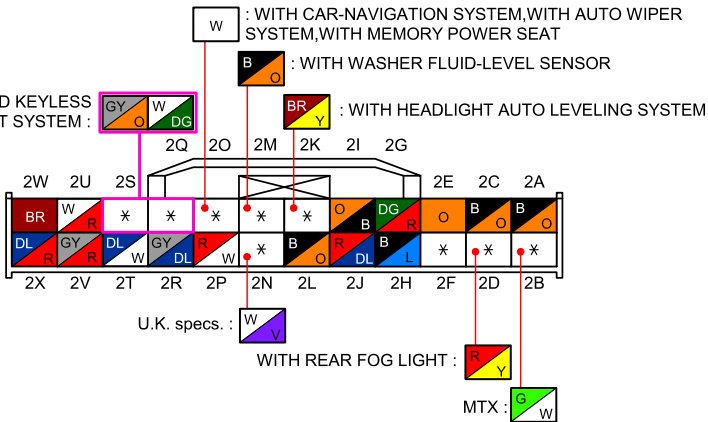 W : WITH CAR-NAVIGATION SYSTEM,WITH AUTO WIPER
SYSTEM,WITH MEMORY POWER SEAT
B O : WITH WASHER FLUID-LEVEL SENSOR
D KEYLESS
T SYSTEM : GY O W DG
BR Y : WITH HEADLIGHT AUTO LEVELING SYSTEM
2Q 2O 2M 2K 2I 2G
2W 2U 2S 2E 2C 2A
BR W R * * * * * O B DG R O B O B O
DL R GY R DL W GY DL R W * B O R DL B L * * *
2X 2V 2T 2R 2P 2N 2L 2J 2H 2F 2D 2B
U.K. specs. : W V
WITH REAR FOG LIGHT : R Y
MTX : G W